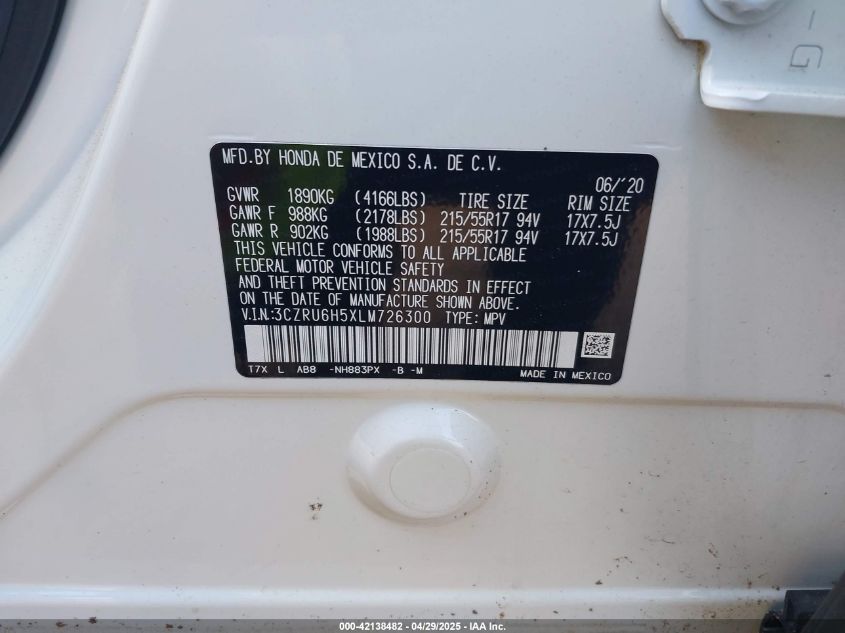 G
MFD.BY HONDA DE MEXICO S.A. DE C.V.
06/'20
GVWR 1890KG (4166LBS) TIRE SIZE RIM SIZE
GAWR F 988KG (2178LBS) 215/55R17 94V 17X7.5J
GAWR R 902KG (1988LBS) 215/55R17 94V 17X7.5J
THIS VEHICLE CONFORMS TO ALL APPLICABLE
FEDERAL MOTOR VEHICLE SAFETY
AND THEFT PREVENTION STANDARDS IN EFFECT
ON THE DATE OF MANUFACTURE SHOWN ABOVE.
V.I.N.:3CZRU6H5XLM726300 TYPE: MPV
T7X L AB8 -NH883PX -B -M MADE IN MEXICO
000-42138482 - 04/29/2025 - IAA Inc.